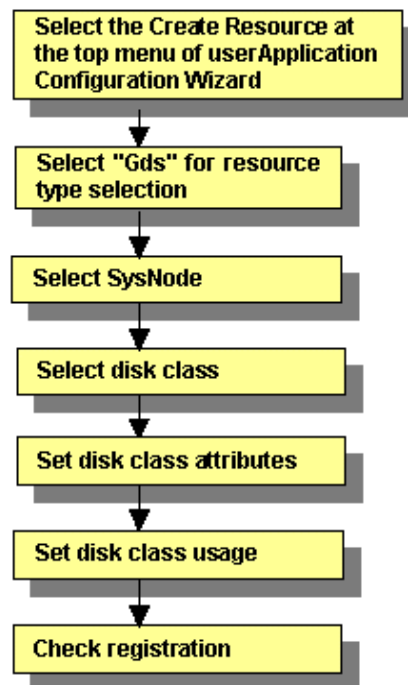 Select the Create Resource at
the top menu of userApplication
Configuration Wizard
Select "Gds" for resource
type selection
Select SysNode
Select disk class
Set disk class attributes
Set disk class usage
Check registration